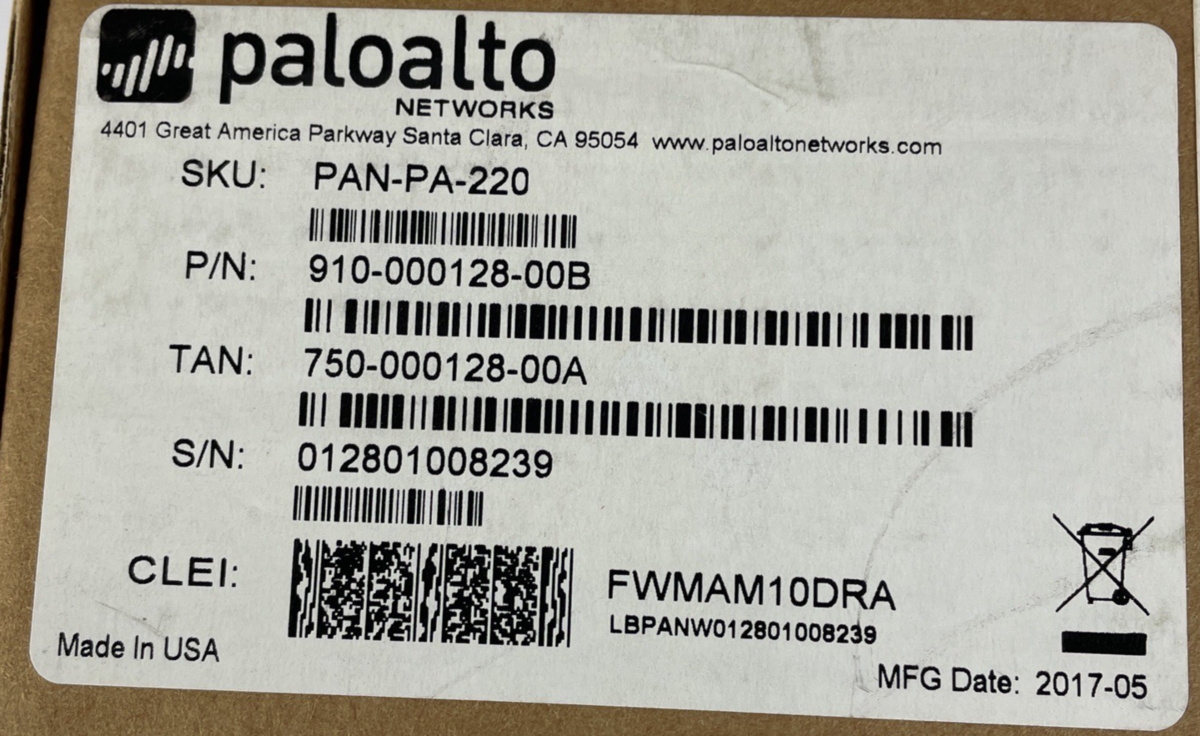 paloalto
NETWORKS
4401 Great America Parkway Santa Clara, CA 95054 www.paloaltonetworks.com
SKU: PAN-PA-220
P/N: 910-000128-00B
TAN: 750-000128-00A
S/N: 012801008239
CLEI: FWMAM10DRA
LBPANW012801008239
Made In USA
MFG Date: 2017-05